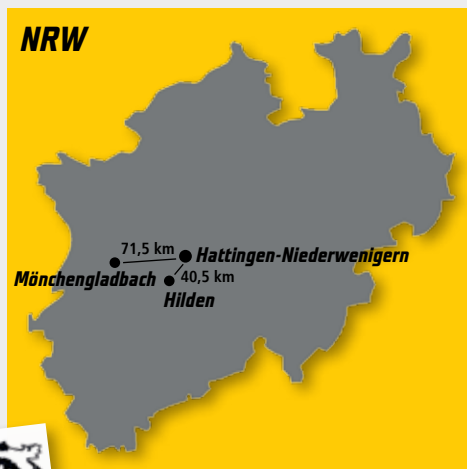 NRW
71,5 km
Hattingen-Niederwenigern
Mönchengladbach
40,5 km
Hilden